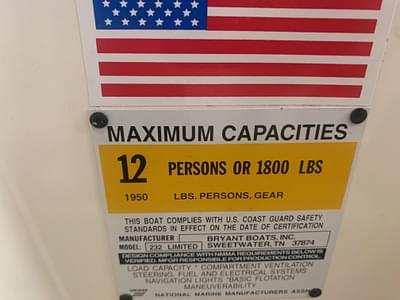 MAXIMUM CAPACITIES
12 PERSONS OR 1800 LBS
1950 LBS. PERSONS, GEAR
THIS BOAT COMPLIES WITH U.S. COAST GUARD SAFETY
STANDARDS IN EFFECT ON THE DATE OF CERTIFICATION
MANUFACTURER: BRYANT BOATS, INC.
MODEL: 232 LIMITED SWEETWATER, TN 37874
DESIGN COMPLIANCE WITH NMMA REQUIREMENTS BELOW IS
VERIFIED. MFGR RESPONSIBLE FOR PRODUCTION CONTROL.
LOAD CAPACITY * COMPARTMENT VENTILATION
STEERING, FUEL AND ELECTRICAL SYSTEMS
NAVIGATION LIGHTS *BASIC FLOTATION
MANEUVERABILITY
NATIONAL MARINE MANUFACTURERS